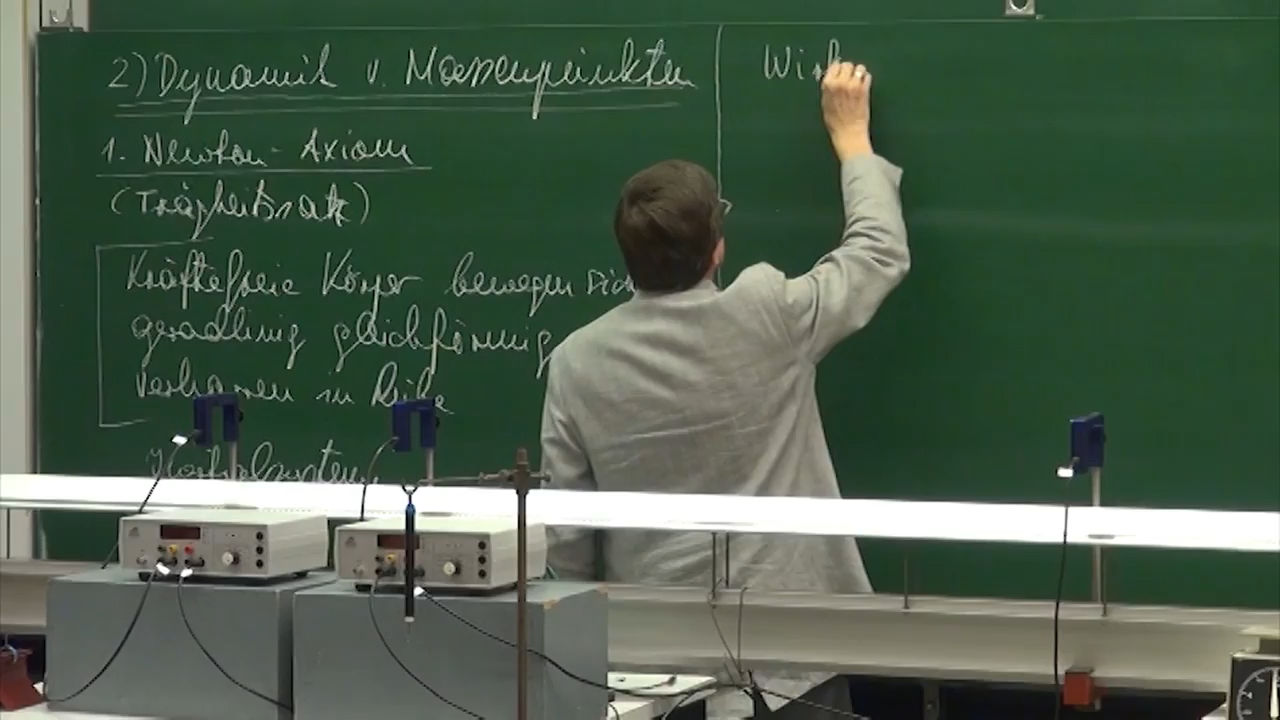 2) Dynamik v. Massenpunkten
1. Newton-Axiom
(Trägheitssatz)
Kräftefreie Körper bewegen sich
geradlinig gleichförmig
verharren in Ruhe